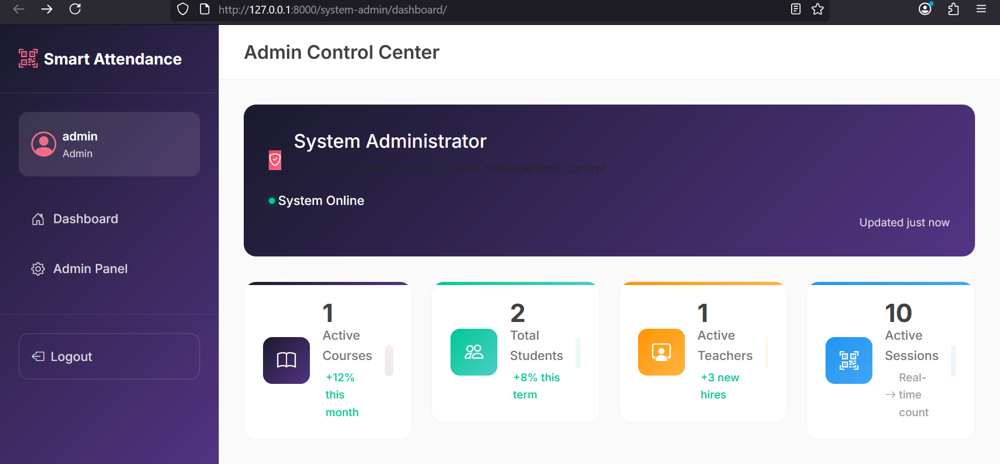 http://127.0.0.1:8000/system-admin/dashboard/
Smart Attendance
admin
Admin
Dashboard
Admin Panel
Logout
Admin Control Center
System Administrator
system oversight and management control
System Online
Updated just now
1
Active
Courses
+12%
this
month
2
Total
Students
+8% this
term
1
Active
Teachers
+3 new
hires
10
Active
Sessions
Real-
→ time
count